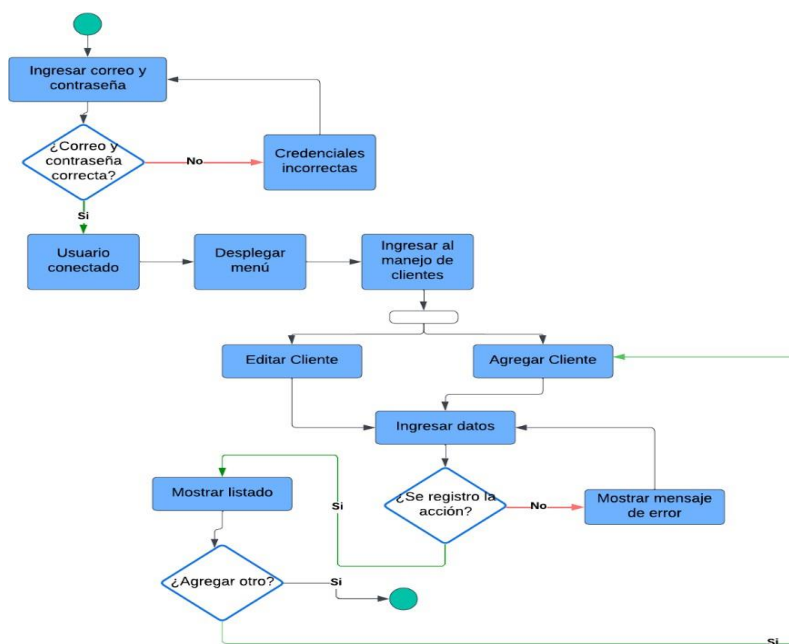 Ingresar correo y
contraseña
¿Correo y
contraseña
correcta?
No
Credenciales
incorrectas
Si
Usuario
conectado
Desplegar
menú
Ingresar al
manejo de
clientes
Editar Cliente
Agregar Cliente
Ingresar datos
Mostrar listado
Si
¿Se registro la
acción?
No
Mostrar mensaje
de error
¿Agregar otro?
Si
Si